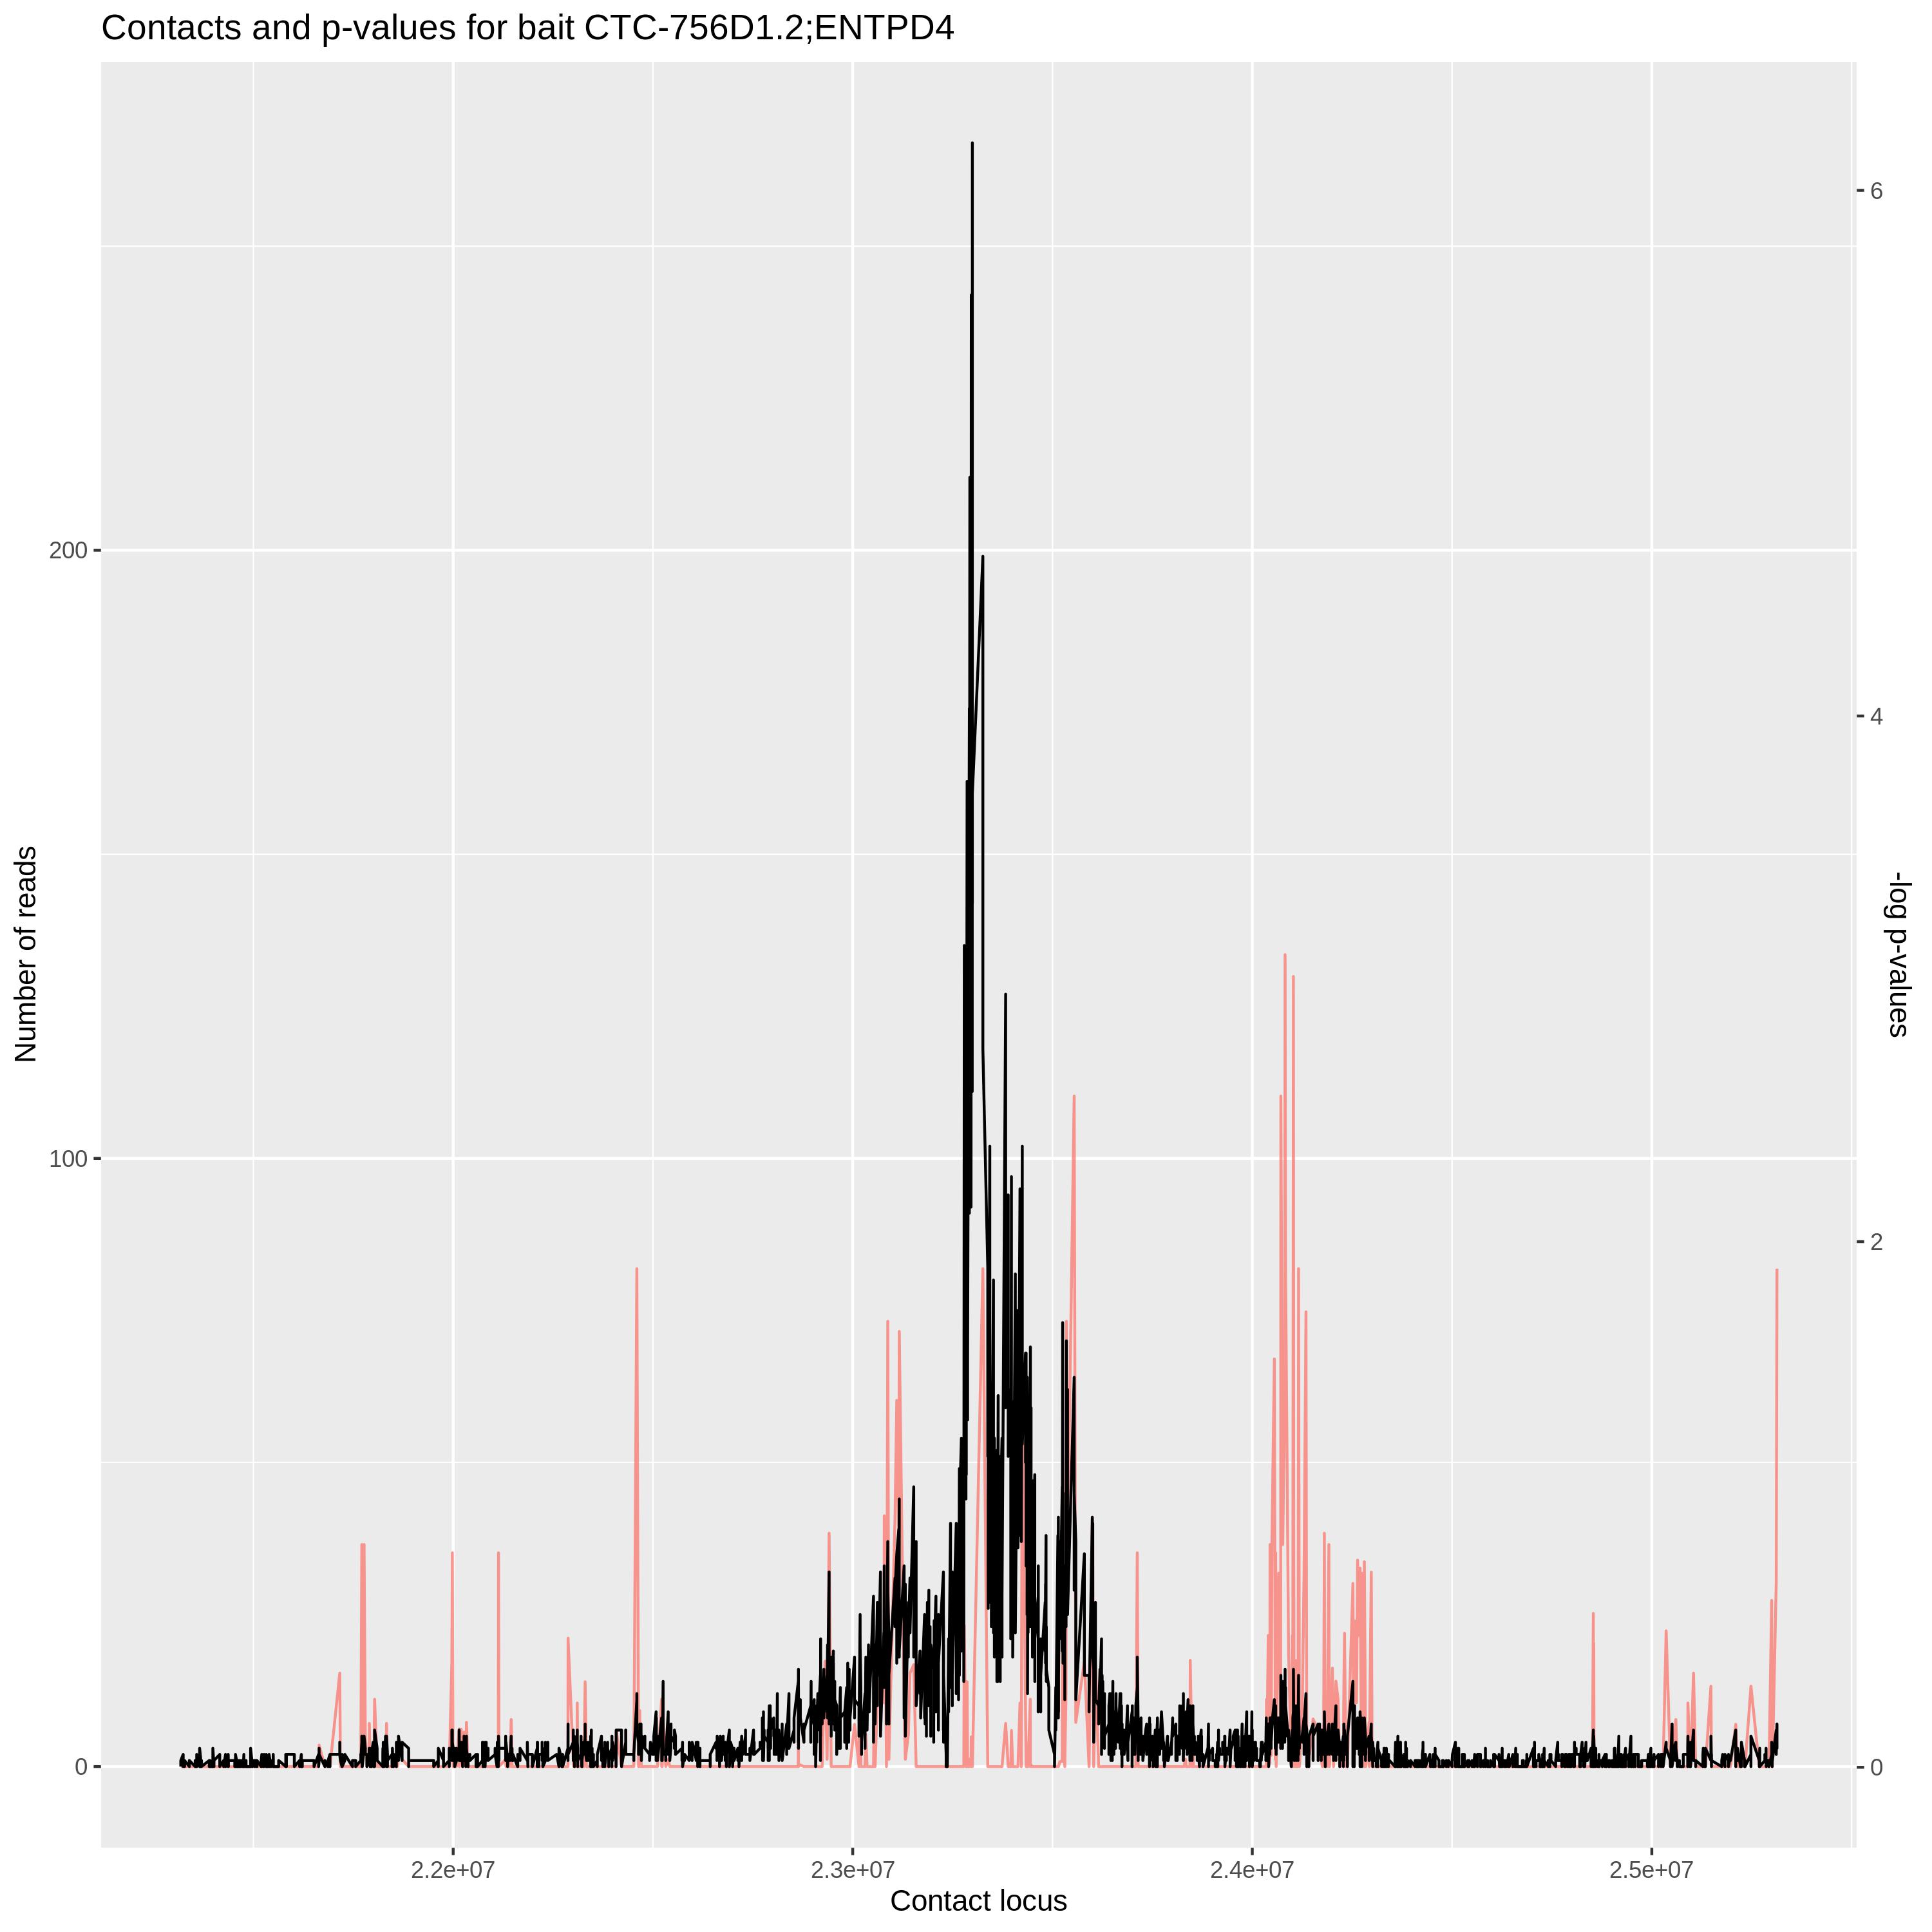 Contacts and p-values for bait CTC-756D1.2;ENTPD4
Number of reads
200
100
0
6
4
2
0
-log p-values
2.2e+07
2.3e+07
2.4e+07
2.5e+07
Contact locus